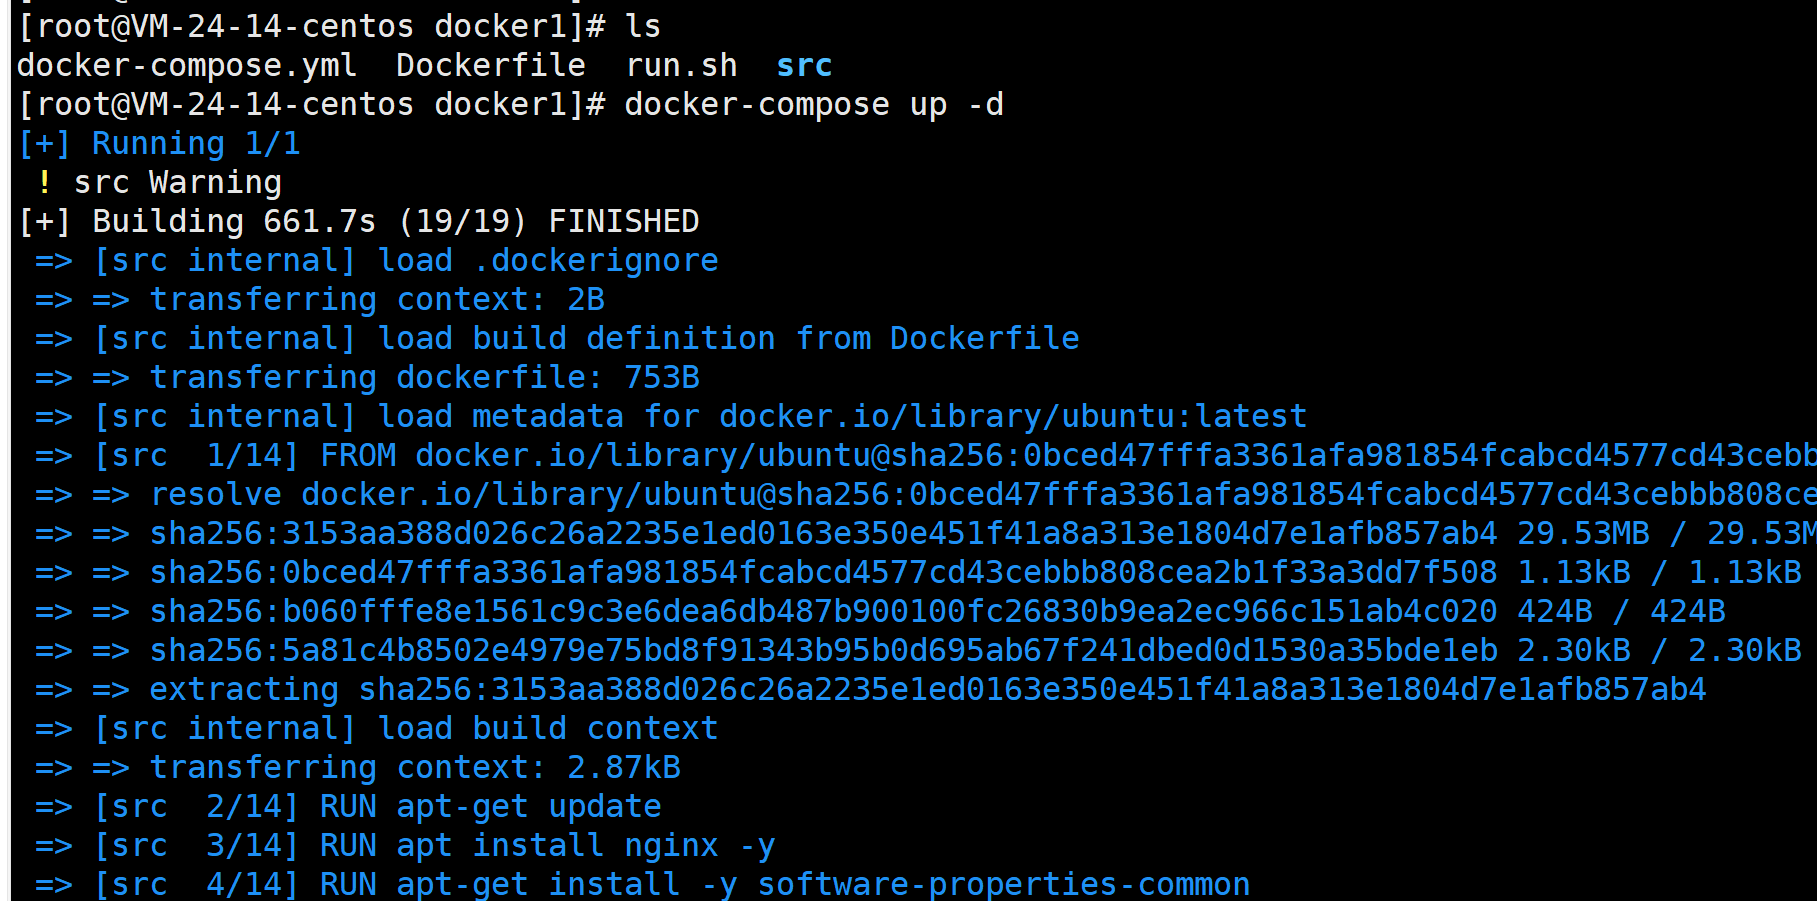 [root@VM-24-14-centos docker1]# ls
docker-compose.yml  Dockerfile  run.sh  src
[root@VM-24-14-centos docker1]# docker-compose up -d
[+] Running 1/1
 ! src Warning
[+] Building 661.7s (19/19) FINISHED
 => [src internal] load .dockerignore
 => => transferring context: 2B
 => [src internal] load build definition from Dockerfile
 => => transferring dockerfile: 753B
 => [src internal] load metadata for docker.io/library/ubuntu:latest
 => [src  1/14] FROM docker.io/library/ubuntu@sha256:0bced47fffa3361afa981854fcabcd4577cd43cebb
 => => resolve docker.io/library/ubuntu@sha256:0bced47fffa3361afa981854fcabcd4577cd43cebbb808ce
 => => sha256:3153aa388d026c26a2235e1ed0163e350e451f41a8a313e1804d7e1afb857ab4 29.53MB / 29.53M
 => => sha256:0bced47fffa3361afa981854fcabcd4577cd43cebbb808cea2b1f33a3dd7f508 1.13kB / 1.13kB
 => => sha256:b060fffe8e1561c9c3e6dea6db487b900100fc26830b9ea2ec966c151ab4c020 424B / 424B
 => => sha256:5a81c4b8502e4979e75bd8f91343b95b0d695ab67f241dbed0d1530a35bde1eb 2.30kB / 2.30kB
 => => extracting sha256:3153aa388d026c26a2235e1ed0163e350e451f41a8a313e1804d7e1afb857ab4
 => [src internal] load build context
 => => transferring context: 2.87kB
 => [src  2/14] RUN apt-get update
 => [src  3/14] RUN apt install nginx -y
 => [src  4/14] RUN apt-get install -y software-properties-common